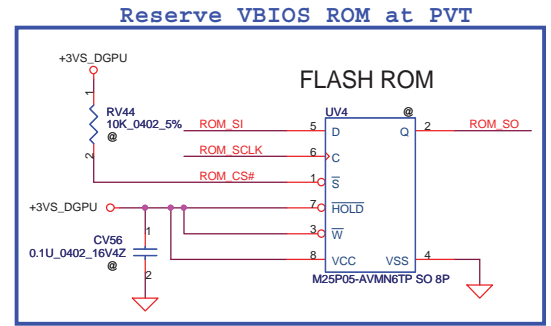 Reserve VBIOS ROM at PVT
+3VS_DGPU
FLASH ROM
1
RV44
10K_0402_5%
@
2
UV4
@
ROM_SI
5
D
Q
2
ROM_SO
ROM_SCLK
6
C
ROM_CS#
1
S
+3VS_DGPU
7
HOLD
3
W
1
CV56
0.1U_0402_16V4Z
@
2
8
VCC
VSS
4
M25P05-AVMN6TP SO 8P